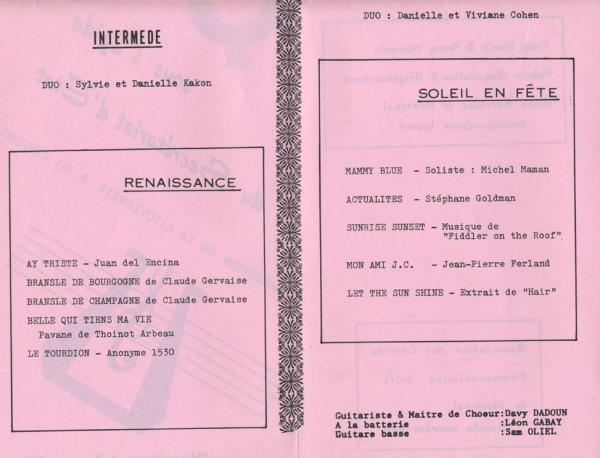 INTERMEDE
DUO : Sylvie et Danielle Kakon
RENAISSANCE
AY TRISTE - Juan del Encina
BRANSLE DE BOURGOGNE de Claude Gervaise
BRANSLE DE CHAMPAGNE de Claude Gervaise
BELLE QUI TIENS MA VIE
Pavane de Thoinot Arbeau
LE TOURDION - Anonyme 1530
DUO : Danielle et Viviane Cohen
SOLEIL EN FÊTE
MAMMY BLUE - Soliste : Michel Maman
ACTUALITES - Stéphane Goldman
SUNRISE SUNSET - Musique de
"Fiddler on the Roof"
MON AMI J.C. - Jean-Pierre Ferland
LET THE SUN SHINE - Extrait de "Hair"
Guitariste & Maitre de Choeur:Davy DADOUN
A la batterie :Léon GABAY
Guitare basse :Sam OLIEL